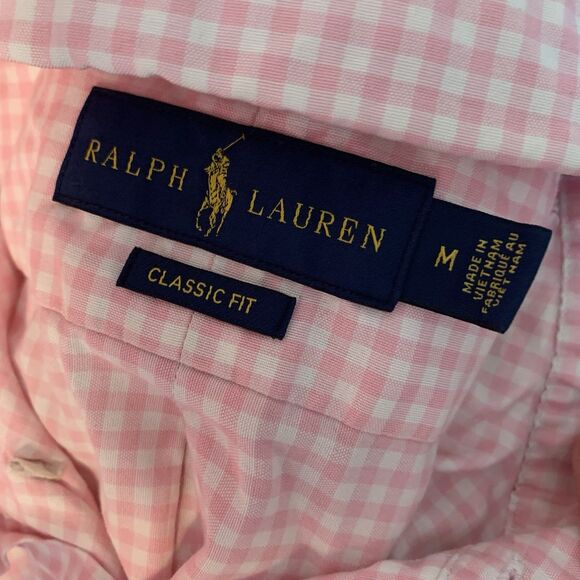 RALPH LAUREN
CLASSIC FIT
M
MADE IN
VIETNAM
FABRIQUÉ AU
VIET NAM